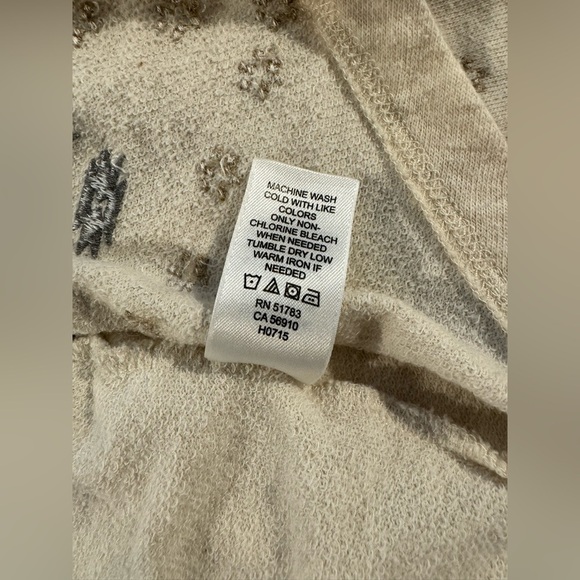 MACHINE WASH
COLD WITH LIKE
COLORS
ONLY NON-
CHLORINE BLEACH
WHEN NEEDED
TUMBLE DRY LOW
WARM IRON IF
NEEDED
RN 51783
CA 56910
H0715